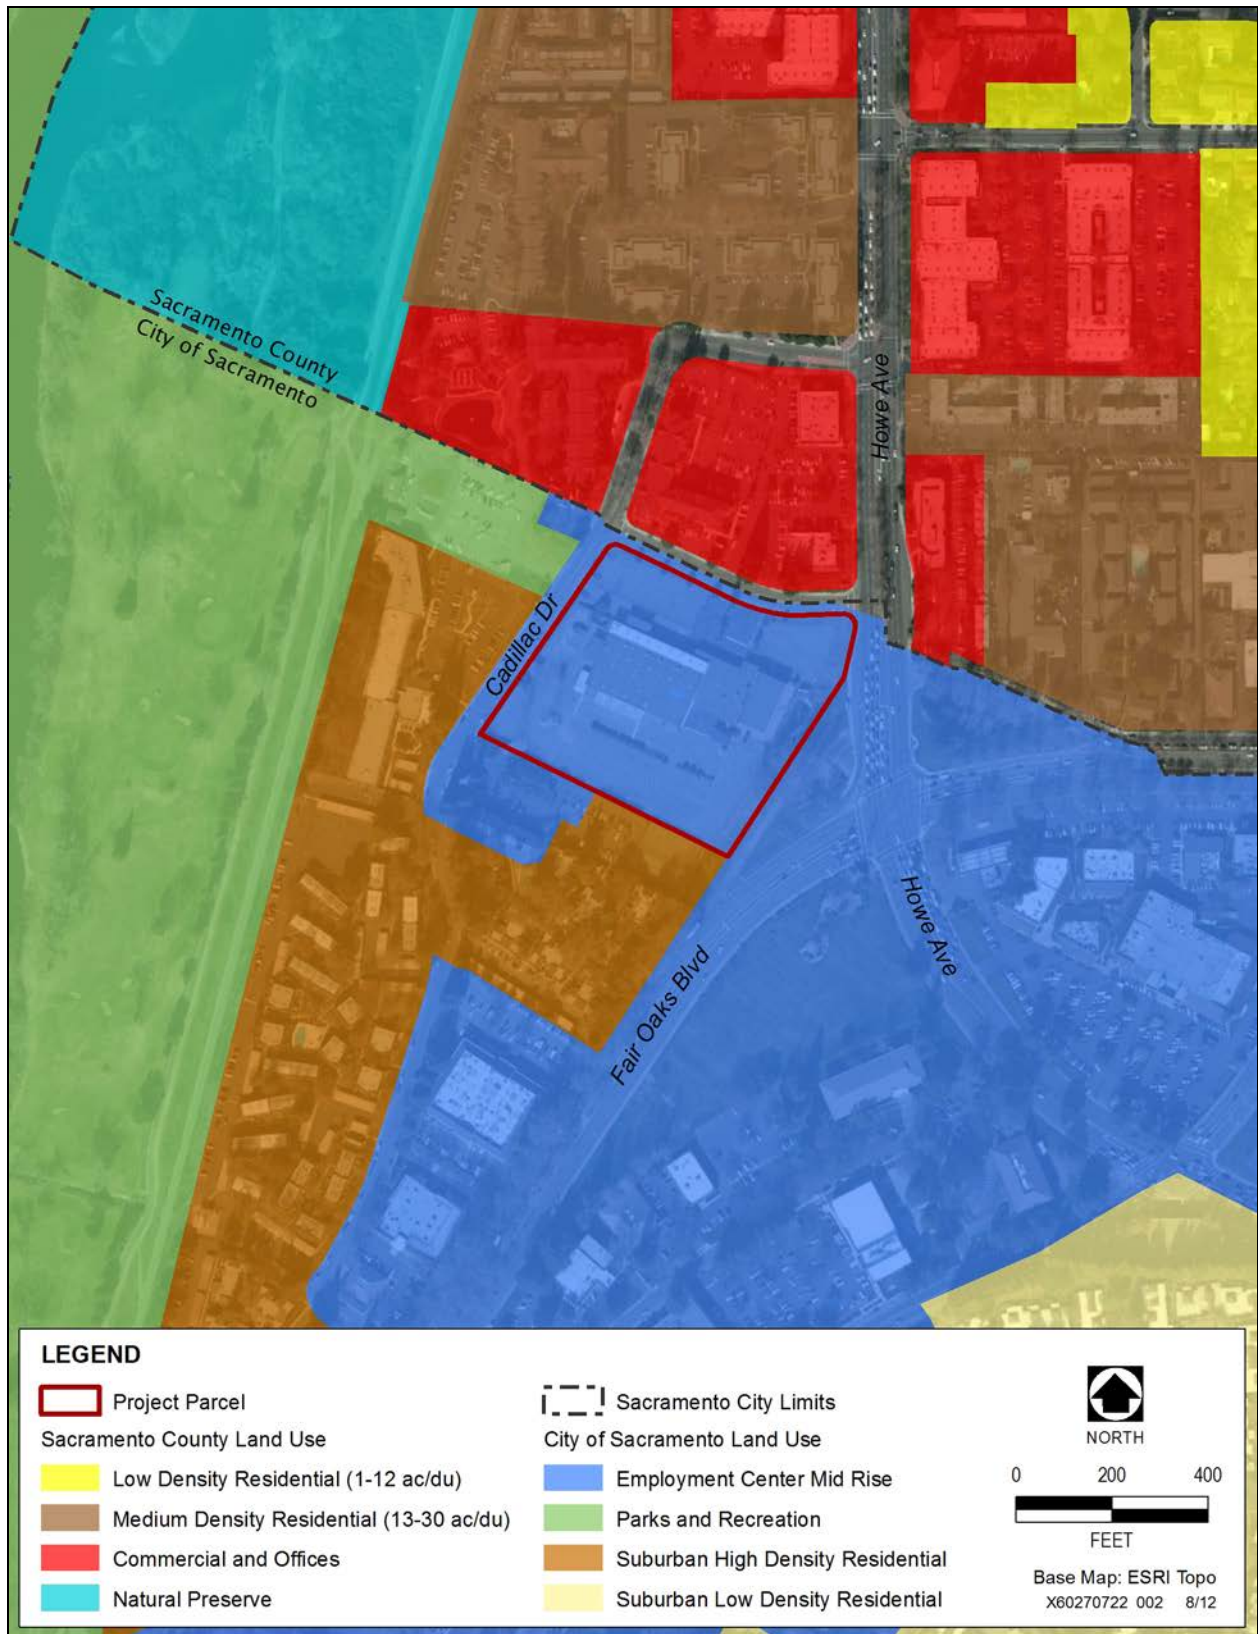 Sacramento County
City of Sacramento
Howe Ave
Cadillac Dr
Howe Ave
Fair Oaks Blvd
LEGEND
Project Parcel
Sacramento County Land Use
Low Density Residential (1-12 ac/du)
Medium Density Residential (13-30 ac/du)
Commercial and Offices
Natural Preserve
Sacramento City Limits
City of Sacramento Land Use
Employment Center Mid Rise
Parks and Recreation
Suburban High Density Residential
Suburban Low Density Residential
NORTH
0 200 400
FEET
Base Map: ESRI Topo
X60270722 002 8/12